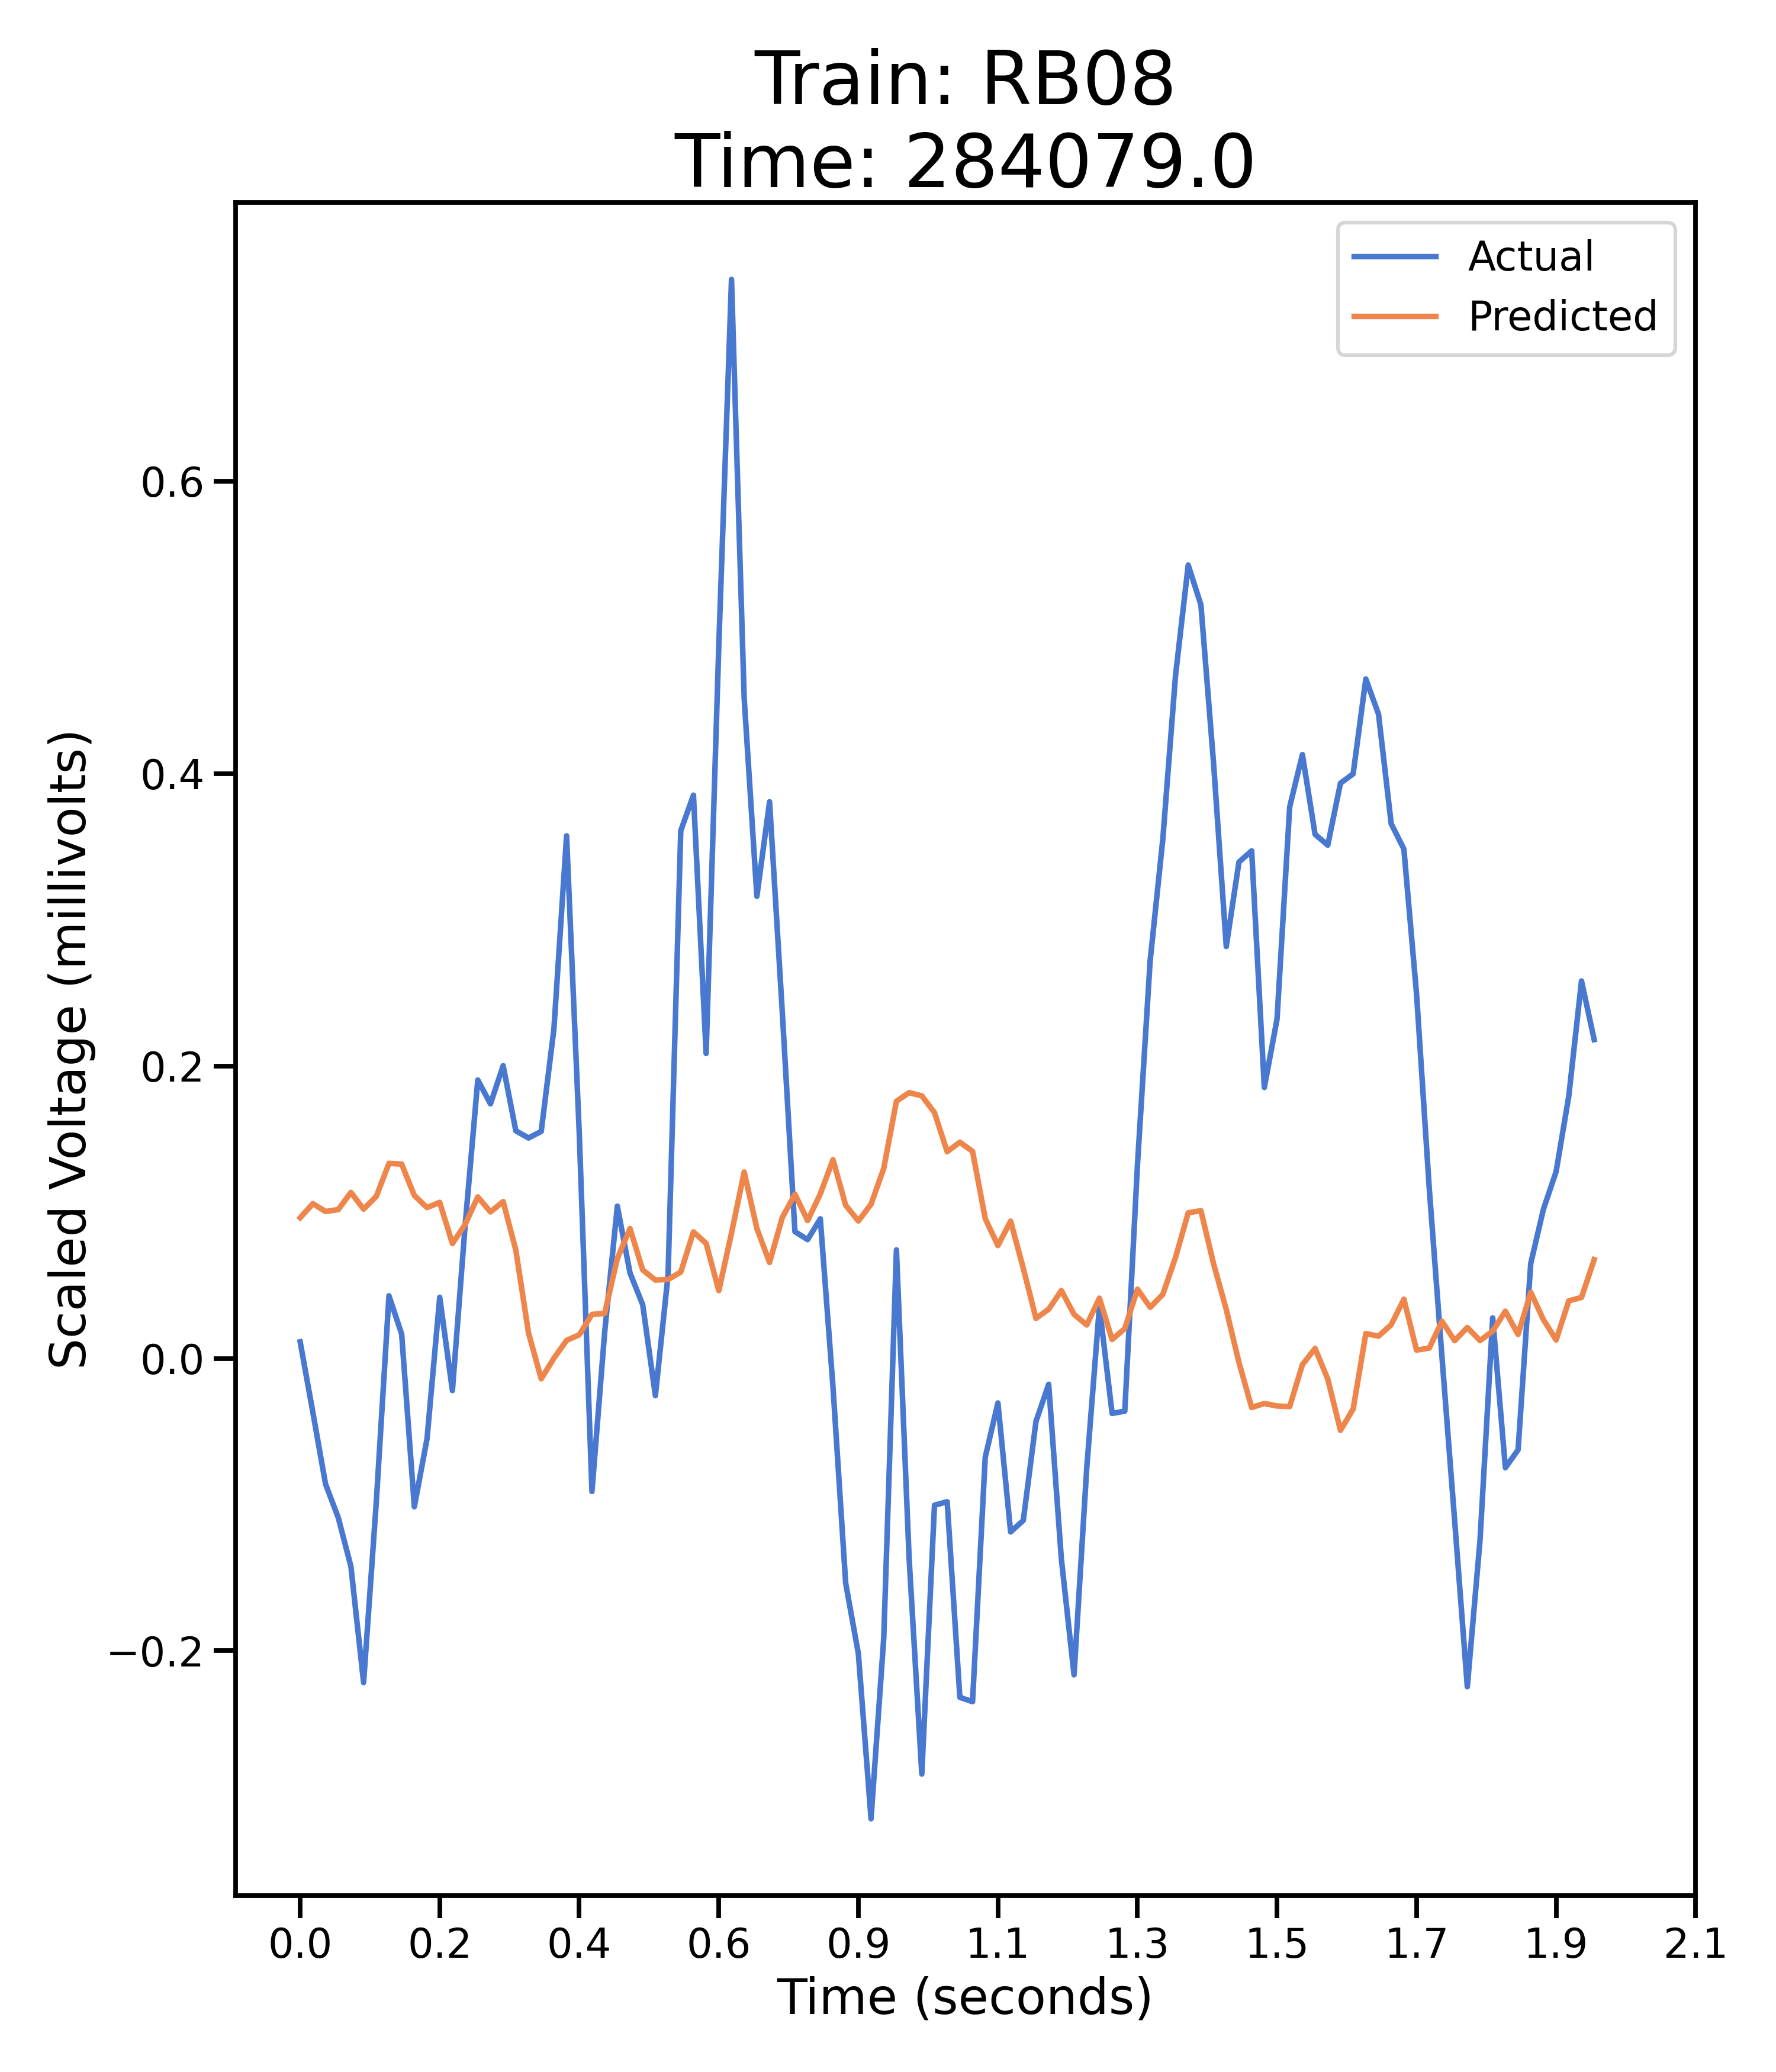 Train: RB08
Time: 284079.0
Actual
Predicted
Scaled Voltage (millivolts)
0.6
0.4
0.2
0.0
−0.2
0.0 0.2 0.4 0.6 0.9 1.1 1.3 1.5 1.7 1.9 2.1
Time (seconds)